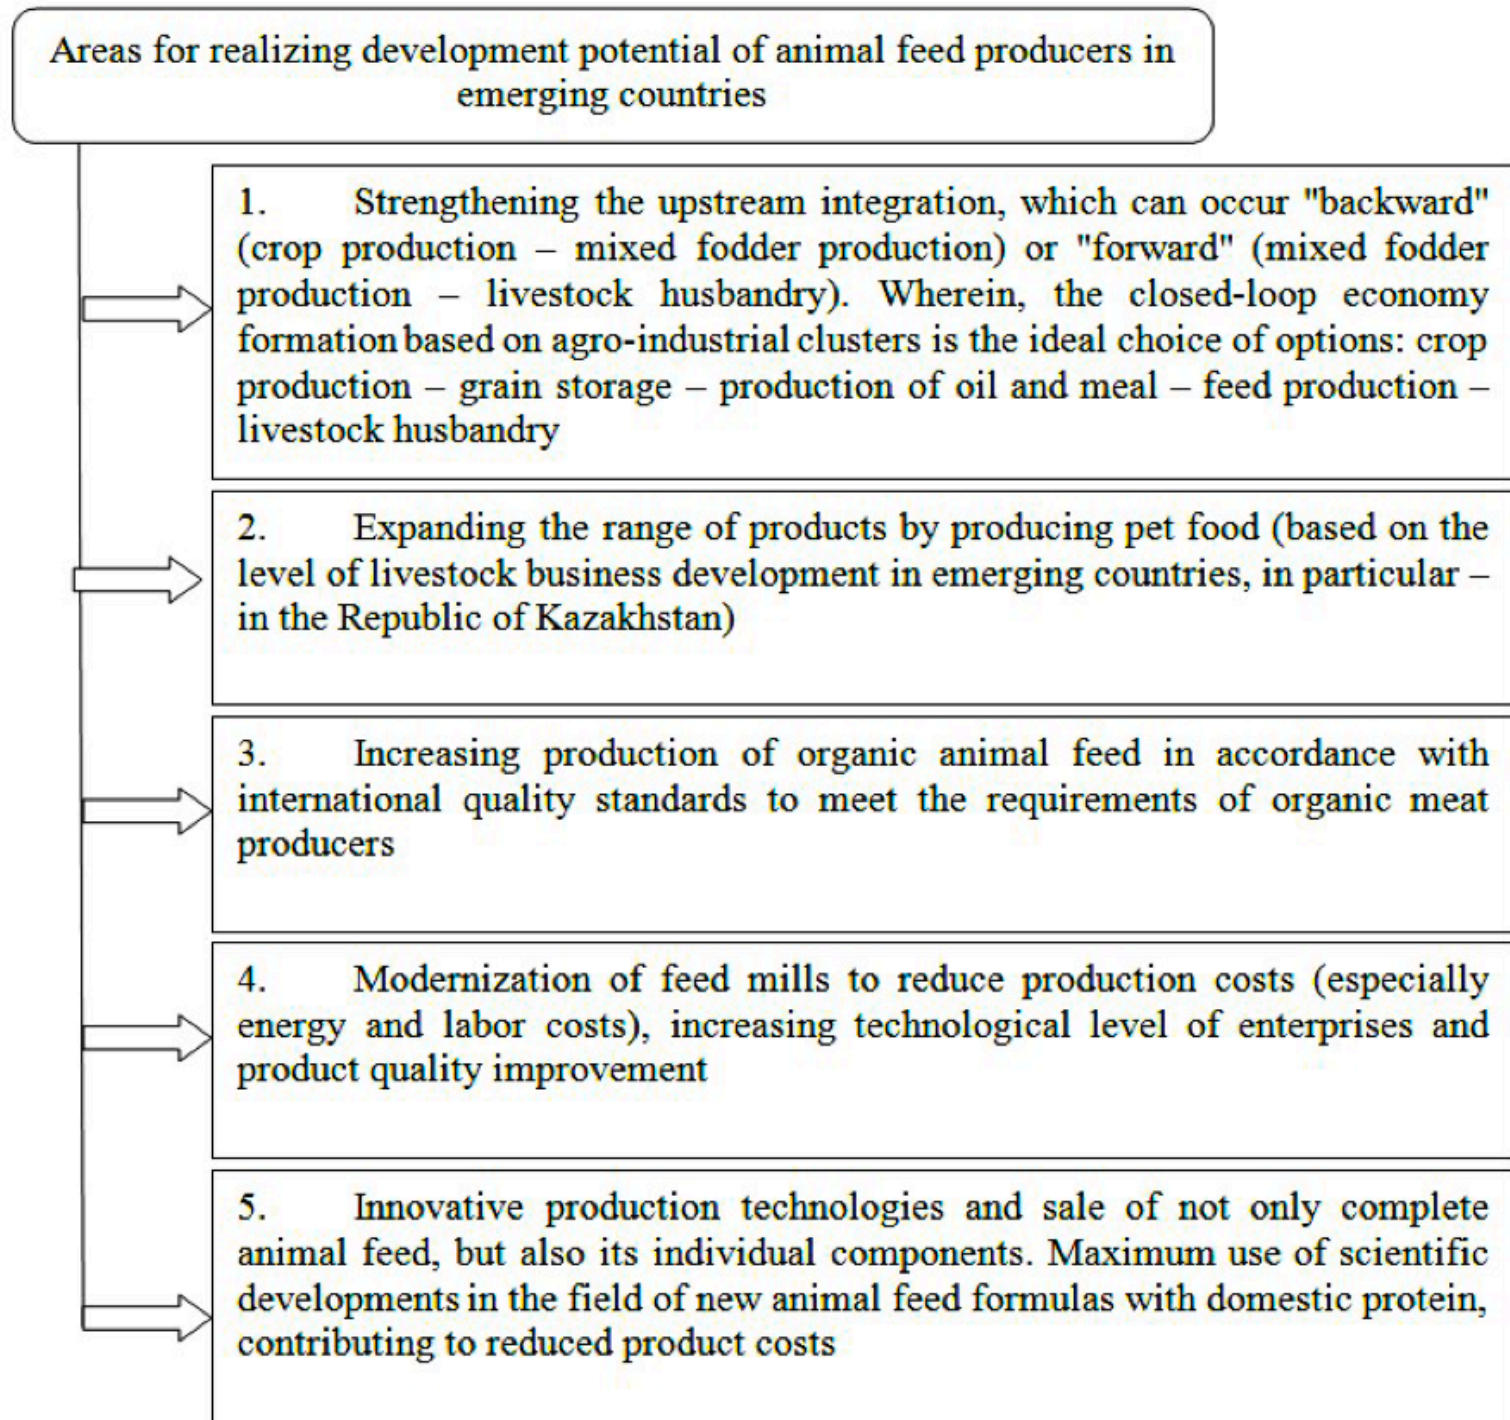 Areas for realizing development potential of animal feed producers in
emerging countries
1. Strengthening the upstream integration, which can occur "backward"
(crop production – mixed fodder production) or "forward" (mixed fodder
production – livestock husbandry). Wherein, the closed-loop economy
formation based on agro-industrial clusters is the ideal choice of options: crop
production – grain storage – production of oil and meal – feed production –
livestock husbandry
2. Expanding the range of products by producing pet food (based on the
level of livestock business development in emerging countries, in particular –
in the Republic of Kazakhstan)
3. Increasing production of organic animal feed in accordance with
international quality standards to meet the requirements of organic meat
producers
4. Modernization of feed mills to reduce production costs (especially
energy and labor costs), increasing technological level of enterprises and
product quality improvement
5. Innovative production technologies and sale of not only complete
animal feed, but also its individual components. Maximum use of scientific
developments in the field of new animal feed formulas with domestic protein,
contributing to reduced product costs